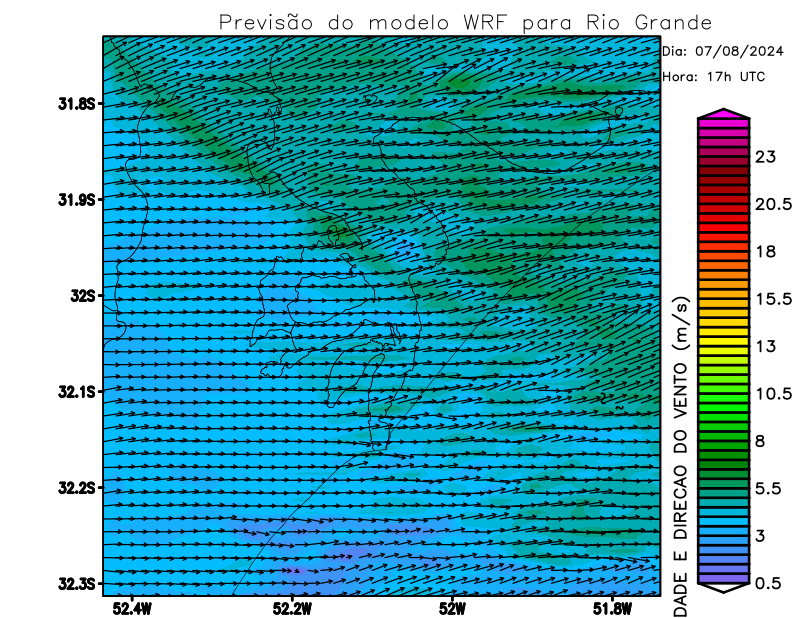 Previsão do modelo WRF para Rio Grande
Dia: 07/08/2024
Hora: 17h UTC
31.8S
31.9S
32S
32.1S
32.2S
32.3S
52.4W
52.2W
52W
51.8W
23
20.5
18
15.5
13
10.5
8
5.5
3
0.5
DADE E DIRECAO DO VENTO (m/s)